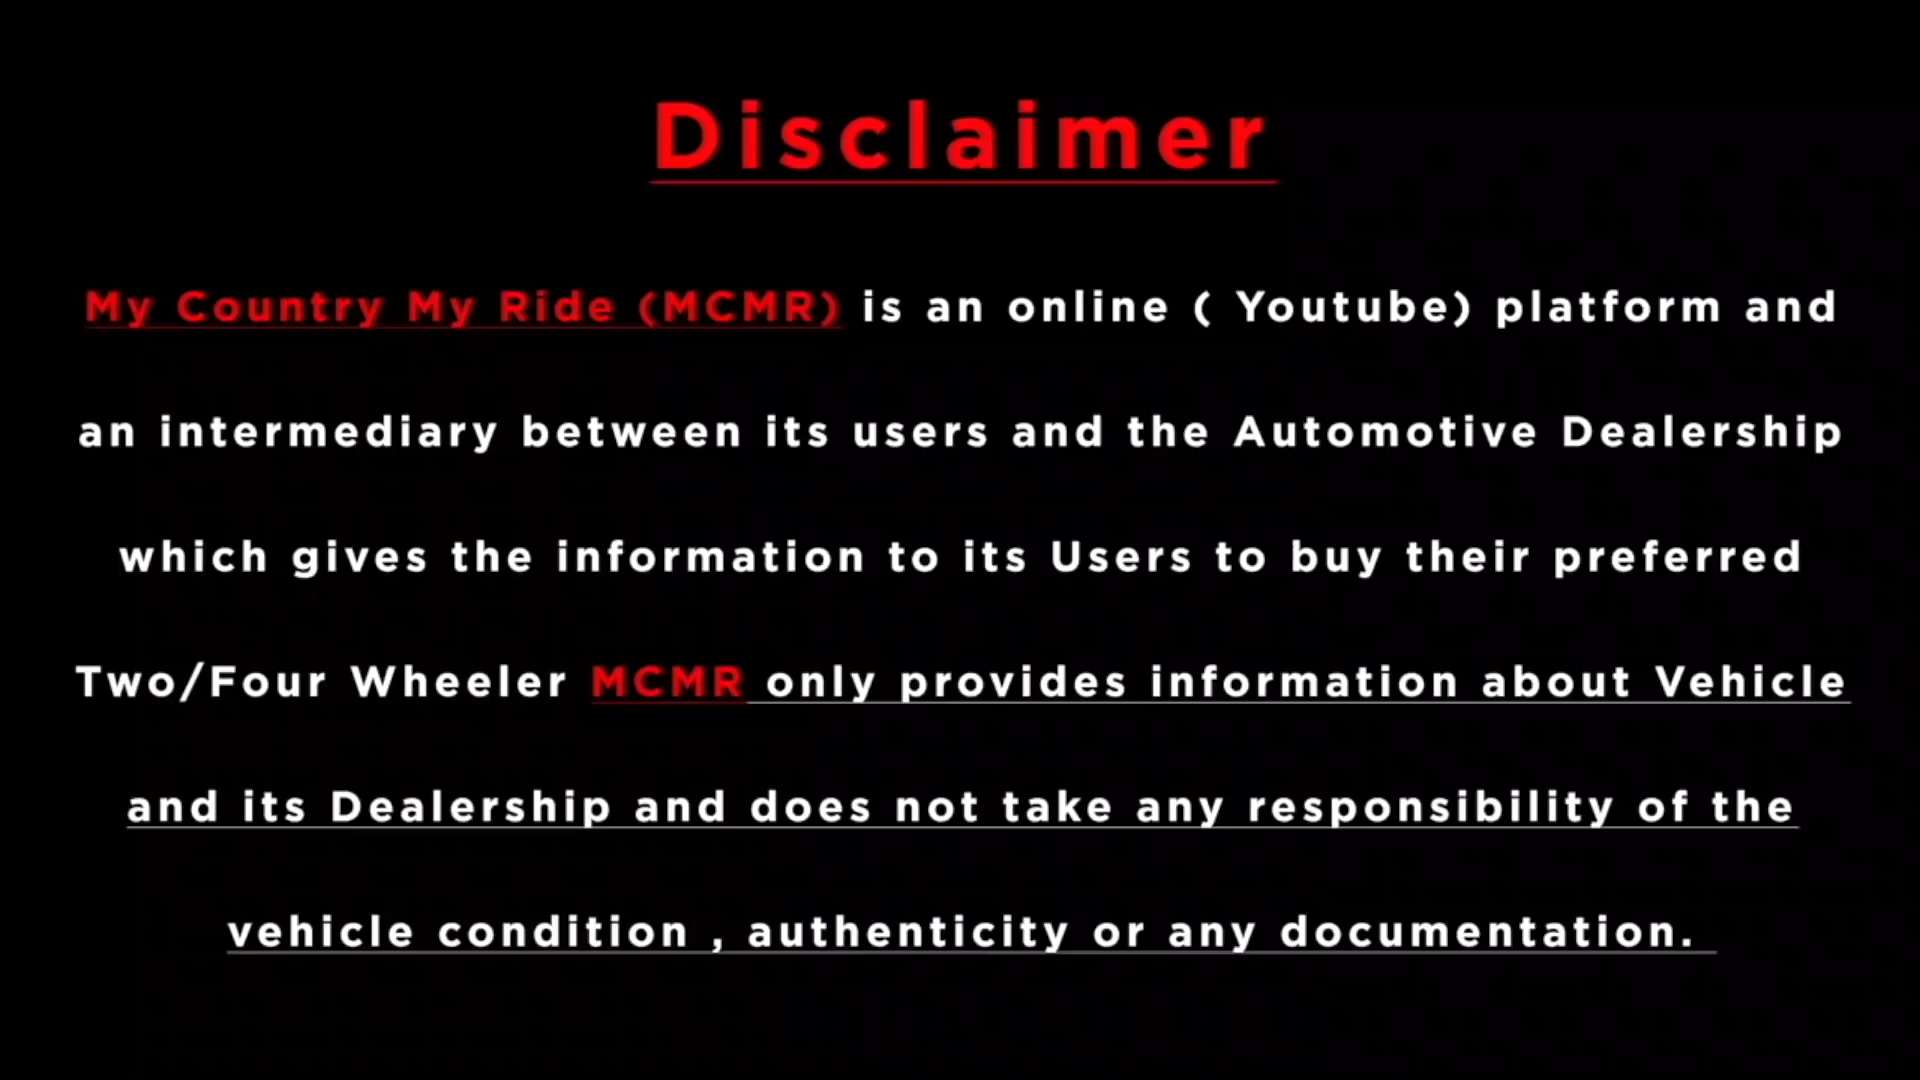 Disclaimer
My Country My Ride (MCMR) is an online ( Youtube) platform and
an intermediary between its users and the Automotive Dealership
which gives the information to its Users to buy their preferred
Two/Four Wheeler MCMR only provides information about Vehicle
and its Dealership and does not take any responsibility of the
vehicle condition , authenticity or any documentation.